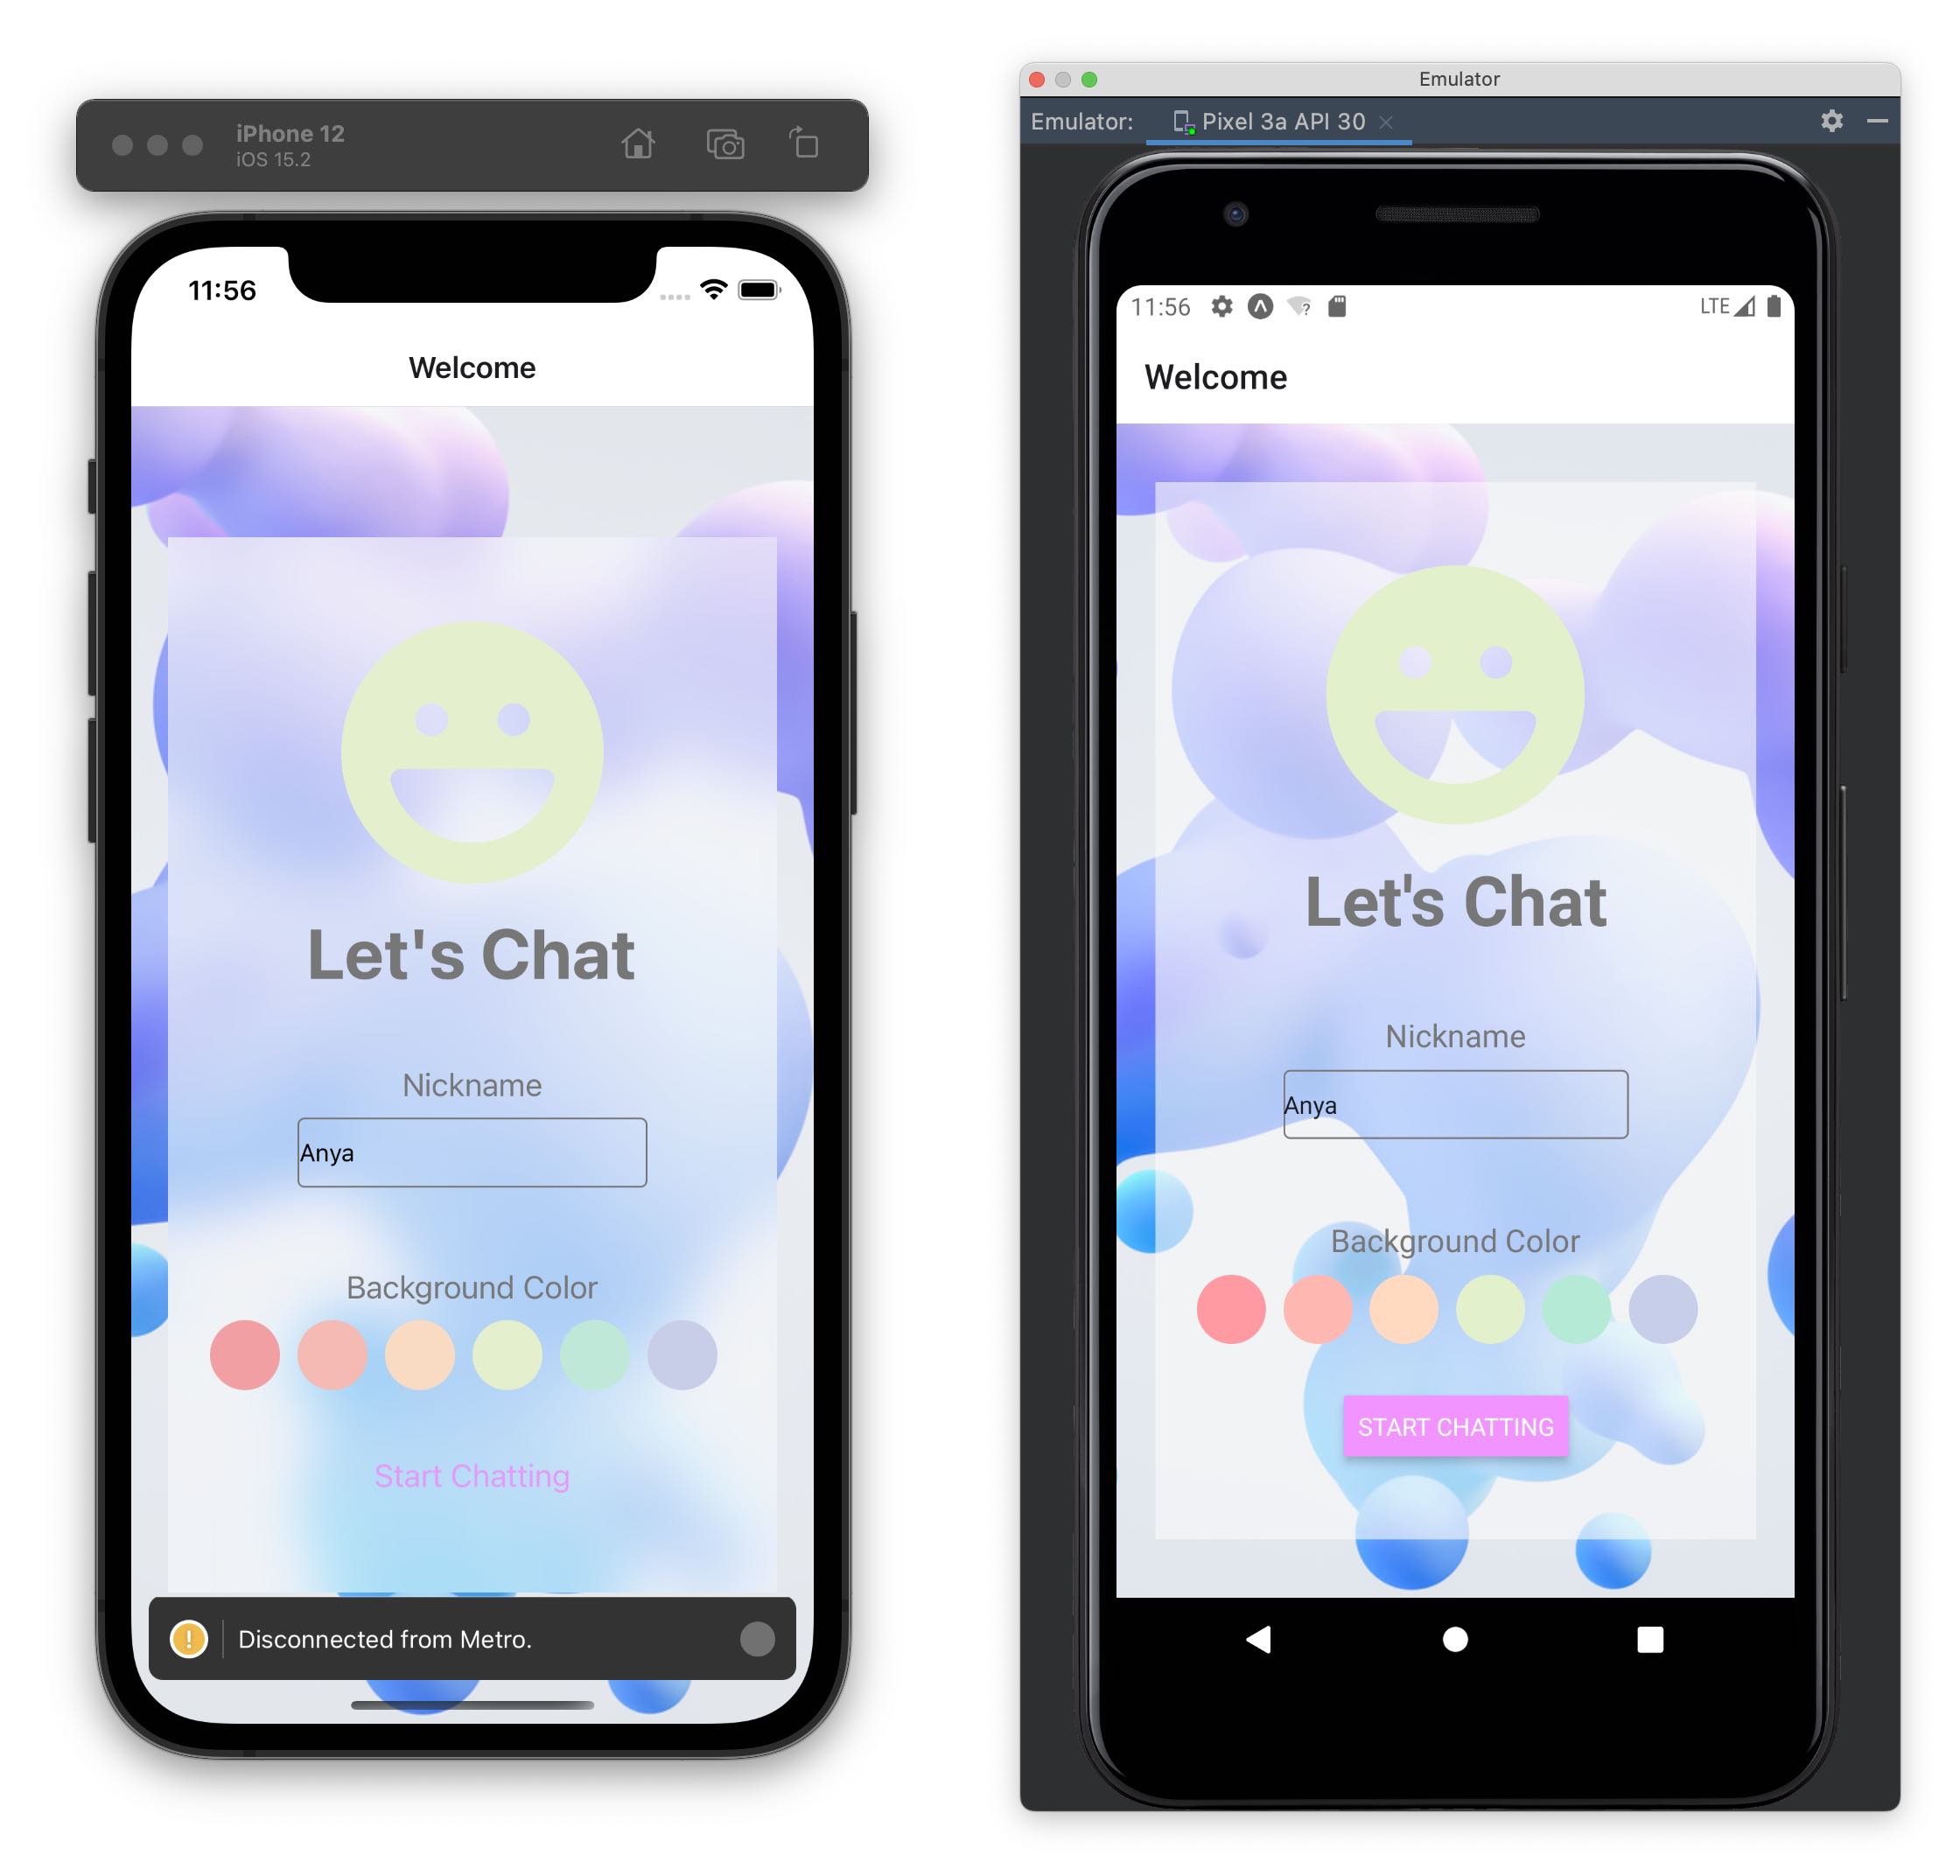 iPhone 12
iOS 15.2
11:56
Welcome
Let's Chat
Nickname
Anya
Background Color
Start Chatting
Disconnected from Metro.
Emulator
Emulator: Pixel 3a API 30
11:56 LTE
Welcome
Let's Chat
Nickname
Anya
Background Color
START CHATTING